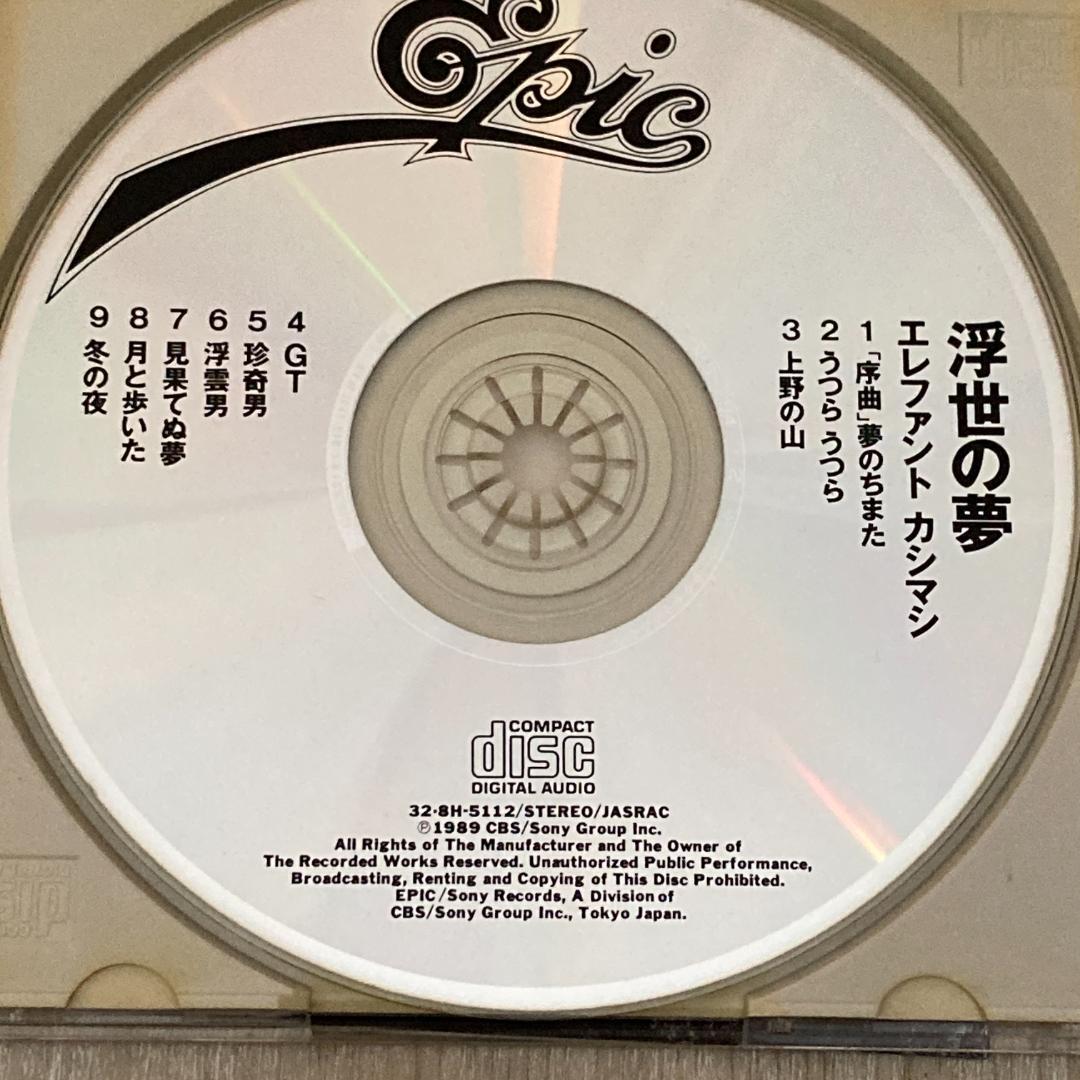 Epic
浮世の夢
エレファント カシマシ
1「序曲」夢のちまた
2 うつら うつら
3 上野の山
4 GT
5 珍奇男
6 浮雲男
7 見果てぬ夢
8 月と歩いた
9 冬の夜
COMPACT
disc
DIGITAL AUDIO
32·8H-5112/STEREO/JASRAC
℗1989 CBS/Sony Group Inc.
All Rights of The Manufacturer and The Owner of
The Recorded Works Reserved. Unauthorized Public Performance,
Broadcasting, Renting and Copying of This Disc Prohibited.
EPIC/Sony Records, A Division of
CBS/Sony Group Inc., Tokyo Japan.